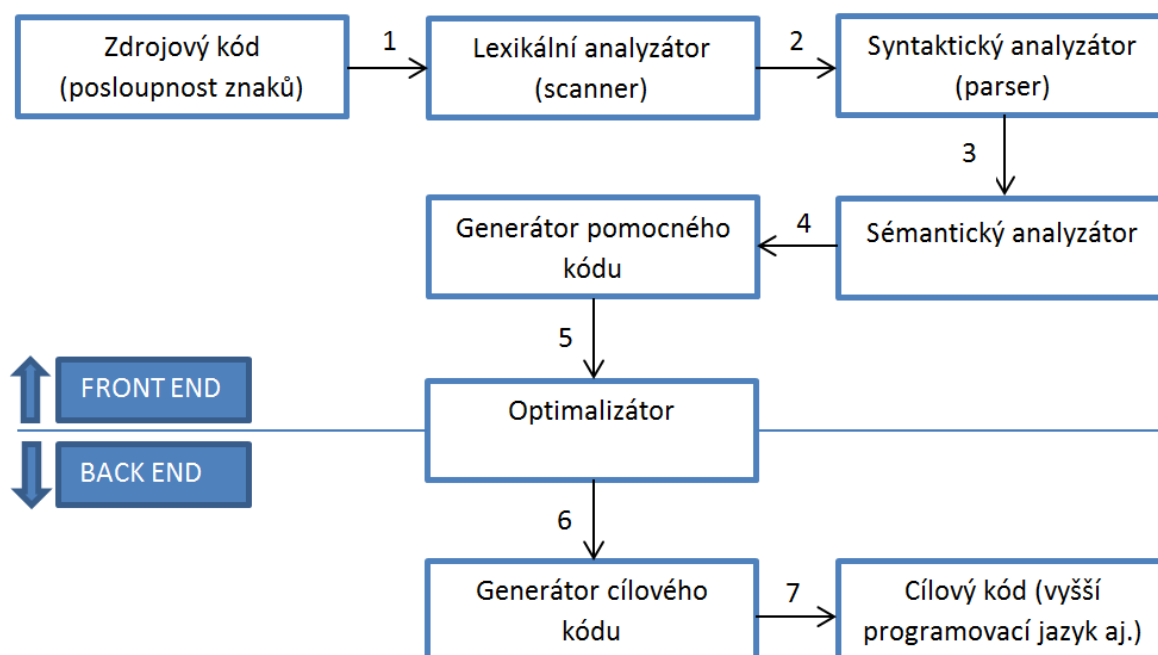 Zdrojový kód
(posloupnost znaků)
1
Lexikální analyzátor
(scanner)
2
Syntaktický analyzátor
(parser)
3
Generátor pomocného
kódu
4
Sémantický analyzátor
5
FRONT END
Optimalizátor
BACK END
6
Generátor cílového
kódu
7
Cílový kód (vyšší
programovací jazyk aj.)